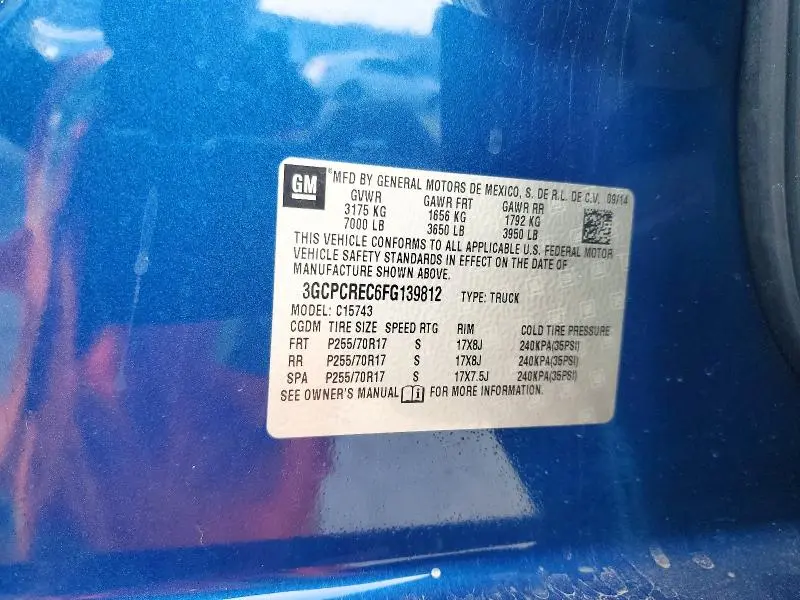 GM
®MFD BY GENERAL MOTORS DE MEXICO, S. DE R.L. DE C.V. 09/14
GVWR GAWR FRT GAWR RR
3175 KG 1656 KG 1792 KG
7000 LB 3650 LB 3950 LB
THIS VEHICLE CONFORMS TO ALL APPLICABLE U.S. FEDERAL MOTOR
VEHICLE SAFETY STANDARDS IN EFFECT ON THE DATE OF
MANUFACTURE SHOWN ABOVE.
3GCPCREC6FG139812 TYPE: TRUCK
MODEL: C15743
CGDM TIRE SIZE SPEED RTG RIM COLD TIRE PRESSURE
FRT P255/70R17 S 17X8J 240KPA(35PSI)
RR P255/70R17 S 17X8J 240KPA(35PSI)
SPA P255/70R17 S 17X7.5J 240KPA(35PSI)
SEE OWNER'S MANUAL FOR MORE INFORMATION.